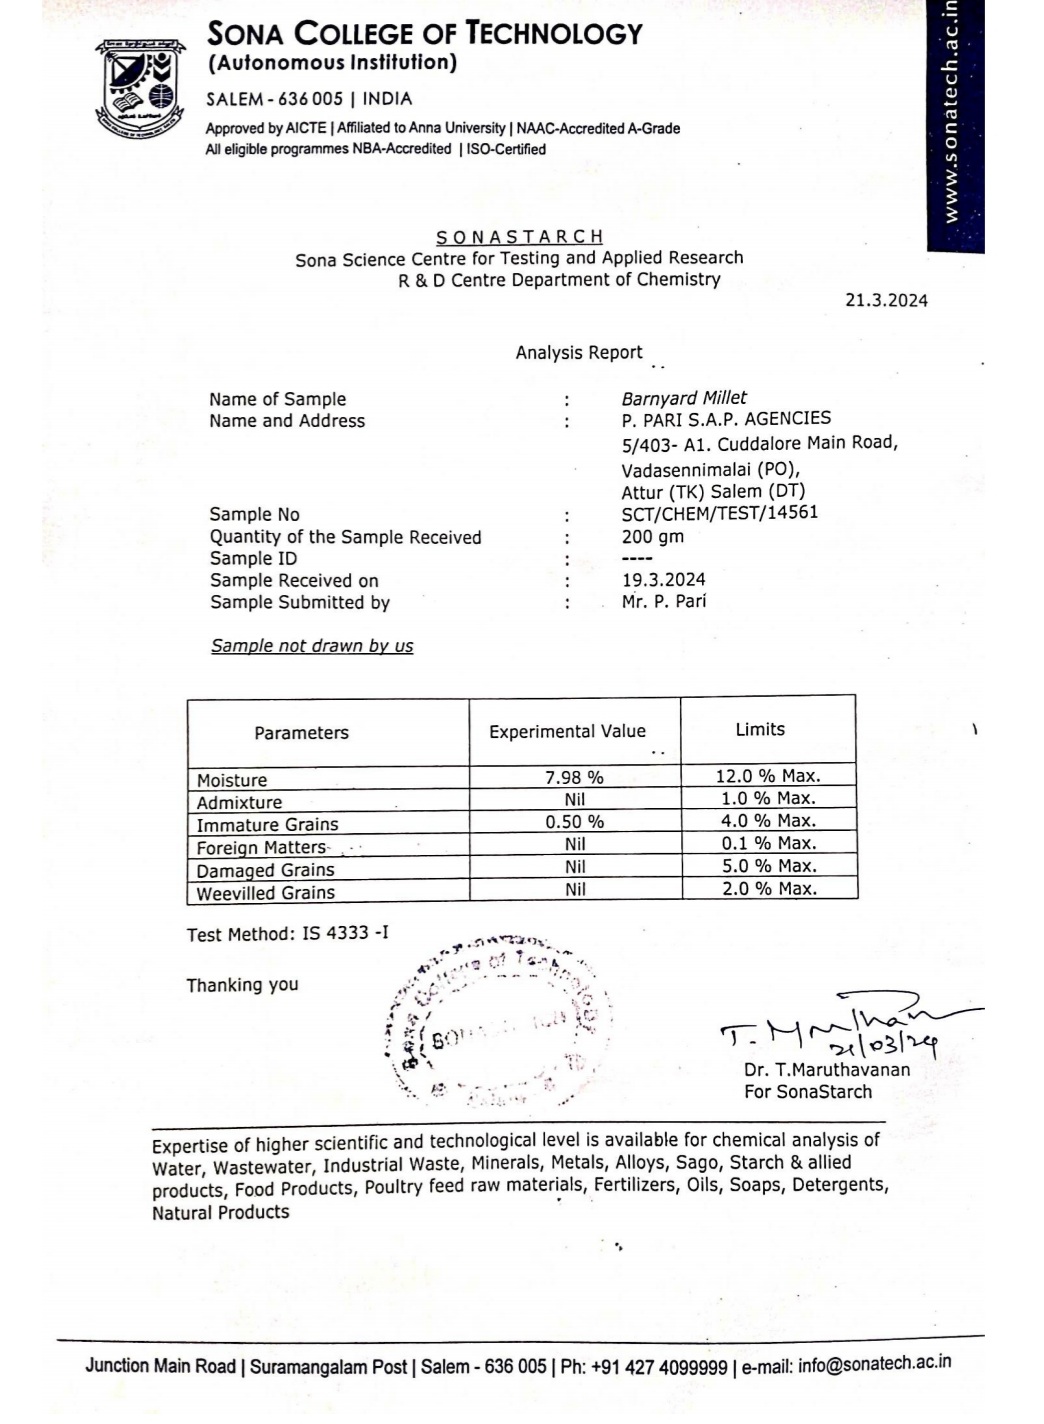 SONA COLLEGE OF TECHNOLOGY
(Autonomous Institution)
SALEM - 636 005 | INDIA
Approved by AICTE | Affiliated to Anna University | NAAC-Accredited A-Grade
All eligible programmes NBA-Accredited | ISO-Certified
www.sonatech.ac.in
SONASTARCH
Sona Science Centre for Testing and Applied Research
R & D Centre Department of Chemistry
21.3.2024
Analysis Report
Name of Sample : Barnyard Millet
Name and Address : P. PARI S.A.P. AGENCIES
5/403- A1. Cuddalore Main Road,
Vadasennimalai (PO),
Attur (TK) Salem (DT)
Sample No : SCT/CHEM/TEST/14561
Quantity of the Sample Received : 200 gm
Sample ID : ----
Sample Received on : 19.3.2024
Sample Submitted by : Mr. P. Pari
Sample not drawn by us
Parameters Experimental Value Limits
Moisture 7.98 % 12.0 % Max.
Admixture Nil 1.0 % Max.
Immature Grains 0.50 % 4.0 % Max.
Foreign Matters Nil 0.1 % Max.
Damaged Grains Nil 5.0 % Max.
Weevilled Grains Nil 2.0 % Max.
Test Method: IS 4333 -I
Thanking you
College of Technology
21/03/24
Dr. T.Maruthavanan
For SonaStarch
Expertise of higher scientific and technological level is available for chemical analysis of
Water, Wastewater, Industrial Waste, Minerals, Metals, Alloys, Sago, Starch & allied
products, Food Products, Poultry feed raw materials, Fertilizers, Oils, Soaps, Detergents,
Natural Products
Junction Main Road | Suramangalam Post | Salem - 636 005 | Ph: +91 427 4099999 | e-mail: info@sonatech.ac.in